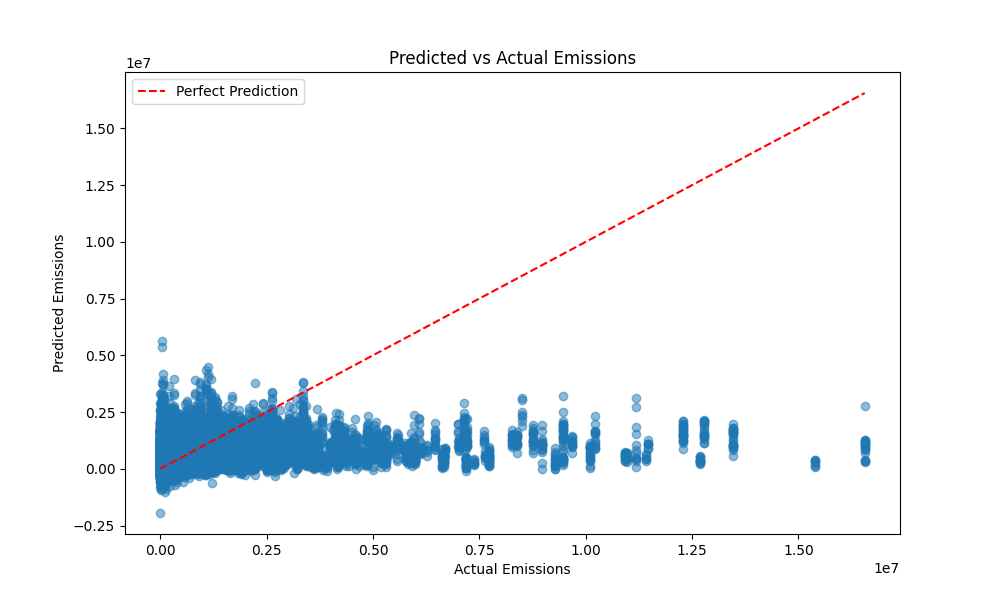 Predicted vs Actual Emissions
1e7
Perfect Prediction
1.50
1.25
1.00
0.75
0.50
0.25
0.00
−0.25
Predicted Emissions
0.00 0.25 0.50 0.75 1.00 1.25 1.50
Actual Emissions
1e7